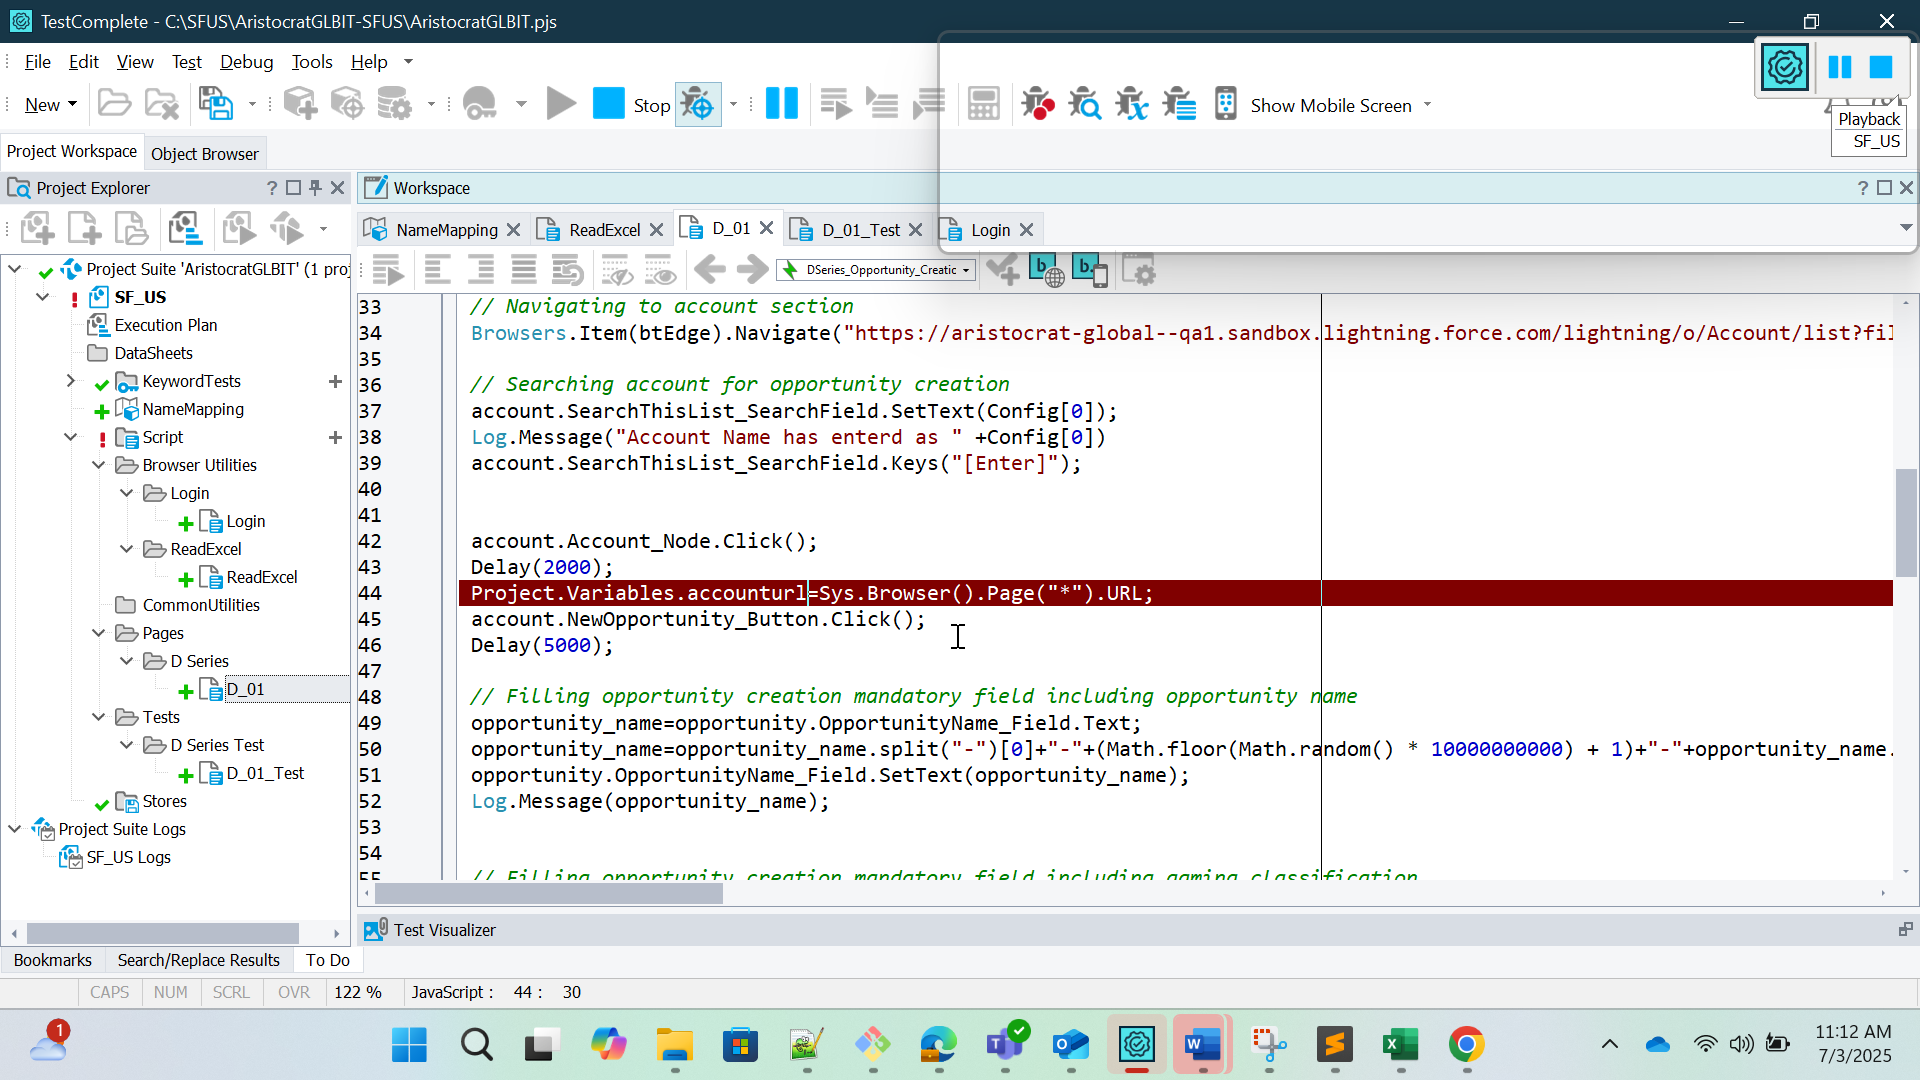 TestComplete - C:\SFUS\AristocratGLBIT-SFUS\AristocratGLBIT.pjs
File Edit View Test Debug Tools Help
New Stop Show Mobile Screen
Playback
SF_US
Project Workspace Object Browser
Project Explorer
Workspace
NameMapping ReadExcel D_01 D_01_Test Login
DSeries_Opportunity_Creatic
Project Suite 'AristocratGLBIT' (1 proj
SF_US
Execution Plan
DataSheets
KeywordTests
NameMapping
Script
Browser Utilities
Login
Login
ReadExcel
ReadExcel
CommonUtilities
Pages
D Series
D_01
Tests
D Series Test
D_01_Test
Stores
Project Suite Logs
SF_US Logs
33 // Navigating to account section
34 Browsers.Item(btEdge).Navigate("https://aristocrat-global--qa1.sandbox.lightning.force.com/lightning/o/Account/list?fil
35
36 // Searching account for opportunity creation
37 account.SearchThisList_SearchField.SetText(Config[0]);
38 Log.Message("Account Name has enterd as " +Config[0])
39 account.SearchThisList_SearchField.Keys("[Enter]");
40
41
42 account.Account_Node.Click();
43 Delay(2000);
44 Project.Variables.accounturl=Sys.Browser().Page("*").URL;
45 account.NewOpportunity_Button.Click();
46 Delay(5000);
47
48 // Filling opportunity creation mandatory field including opportunity name
49 opportunity_name=opportunity.OpportunityName_Field.Text;
50 opportunity_name=opportunity_name.split("-")[0]+"-"+(Math.floor(Math.random() * 10000000000) + 1)+"-"+opportunity_name.
51 opportunity.OpportunityName_Field.SetText(opportunity_name);
52 Log.Message(opportunity_name);
53
54
55 // Filling opportunity creation mandatory field including gaming classification
Test Visualizer
Bookmarks Search/Replace Results To Do
CAPS NUM SCRL OVR 122 % JavaScript : 44 : 30
1
11:12 AM
7/3/2025